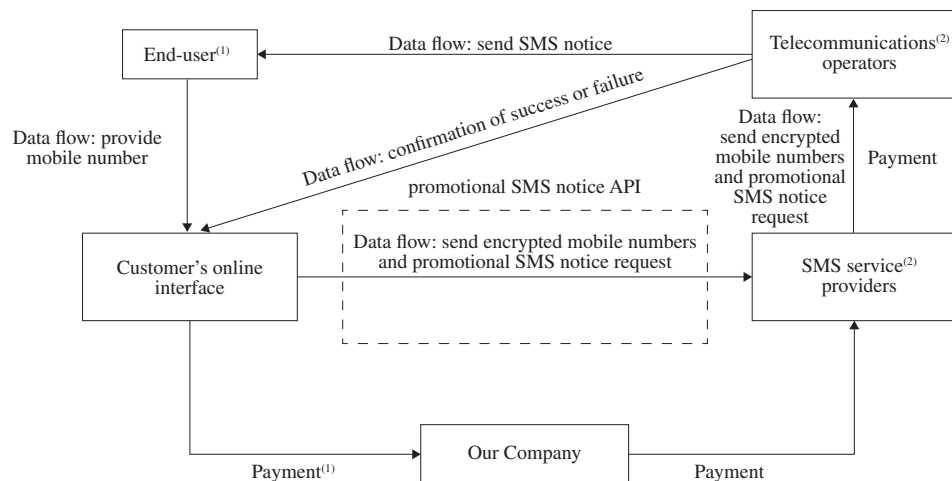 Data flow: send SMS notice
End-user(1)
Telecommunications(2)
operators
Data flow: confirmation of success or failure
Data flow: provide
mobile number
Data flow:
send encrypted
mobile numbers
and promotional
SMS notice
request
Payment
promotional SMS notice API
Customer's online
interface
Data flow: send encrypted mobile numbers
and promotional SMS notice request
SMS service(2)
providers
Our Company
Payment(1)
Payment